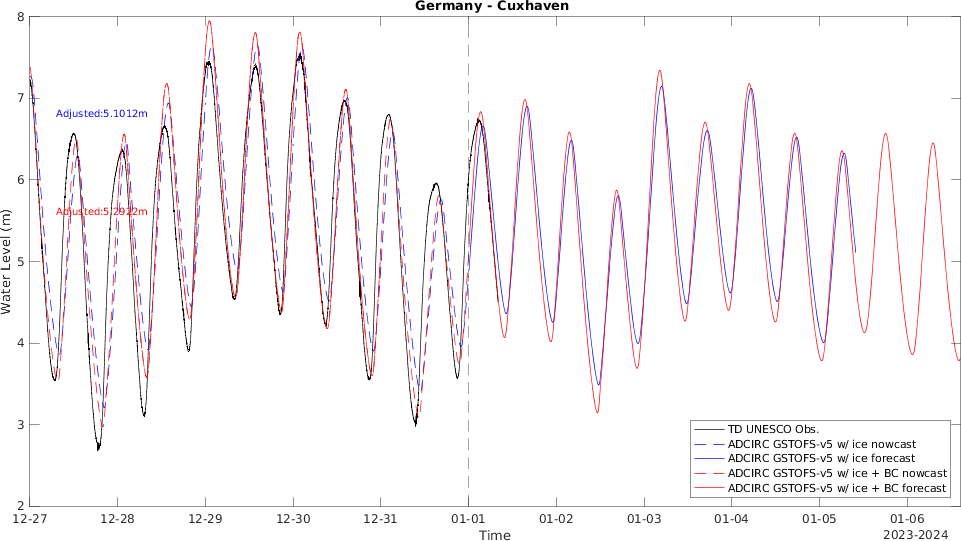 Germany - Cuxhaven
8
7
6
5
4
3
2
Water Level (m)
Adjusted:5.1012m
Adjusted:5.2922m
TD UNESCO Obs.
ADCIRC GSTOFS-v5 w/ ice nowcast
ADCIRC GSTOFS-v5 w/ ice forecast
ADCIRC GSTOFS-v5 w/ ice + BC nowcast
ADCIRC GSTOFS-v5 w/ ice + BC forecast
12-27 12-28 12-29 12-30 12-31 01-01 01-02 01-03 01-04 01-05 01-06
Time
2023-2024